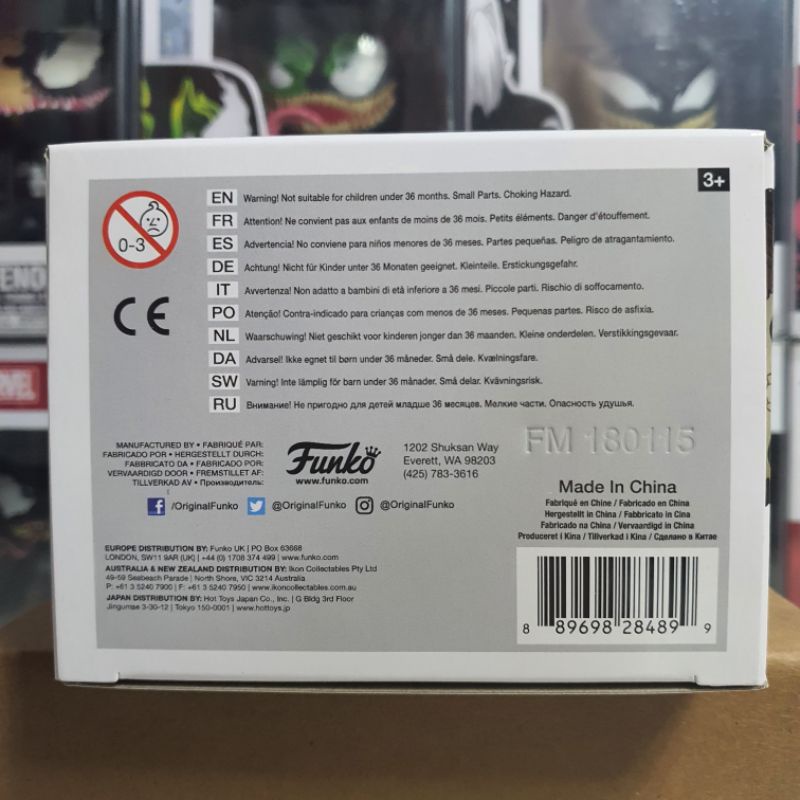 3+
0-3
EN Warning! Not suitable for children under 36 months. Small Parts. Choking Hazard.
FR Attention! Ne convient pas aux enfants de moins de 36 mois. Petits éléments. Danger d'étouffement.
ES Advertencia! No conviene para niños menores de 36 meses. Partes pequeñas. Peligro de atragantamiento.
DE Achtung! Nicht für Kinder unter 36 Monaten geeignet. Kleinteile. Erstickungsgefahr.
IT Avvertenza! Non adatto a bambini di età inferiore a 36 mesi. Piccole parti. Rischio di soffocamento.
PO Atenção! Contra-indicado para crianças com menos de 36 meses. Pequenas partes. Risco de asfixia.
NL Waarschuwing! Niet geschikt voor kinderen jonger dan 36 maanden. Kleine onderdelen. Verstikkingsgevaar.
DA Advarsel! Ikke egnet til børn under 36 måneder. Små dele. Kvælningsfare.
SW Varning! Inte lämplig för barn under 36 månader. Små delar. Kvävningsrisk.
RU Внимание! Не пригодно для детей младше 36 месяцев. Мелкие части. Опасность удушья.
CE
MANUFACTURED BY • FABRIQUÉ PAR:
FABRICADO POR • HERGESTELLT DURCH:
FABBRICATO DA • FABRICADO POR:
VERVAARDIGD DOOR • FREMSTILLET AF:
TILLVERKAD AV • Производитель:
Funko
www.funko.com
1202 Shuksan Way
Everett, WA 98203
(425) 783-3616
FM 180115
/OriginalFunko @OriginalFunko @OriginalFunko
Made In China
Fabriqué en Chine / Fabricado en China
Hergestellt in China / Fabbricato in Cina
Fabricado na China / Vervaardigd in China
Produceret i Kina / Tillverkad i Kina / Сделано в Китае
EUROPE DISTRIBUTION BY: Funko UK | PO Box 63668
LONDON, SW11 9AR (UK) | +44 (0) 1708 374 499 | www.funko.com
AUSTRALIA & NEW ZEALAND DISTRIBUTION BY: Ikon Collectables Pty Ltd
49-59 Seabeach Parade | North Shore, VIC 3214 Australia
P: +61 3 5240 7900 | F: +61 3 5240 7950 | www.ikoncollectables.com.au
JAPAN DISTRIBUTION BY: Hot Toys Japan Co., Inc. | G Bldg 3rd Floor
Jingumae 3-30-12 | Tokyo 150-0001 | www.hottoys.jp
8 89698 28489 9